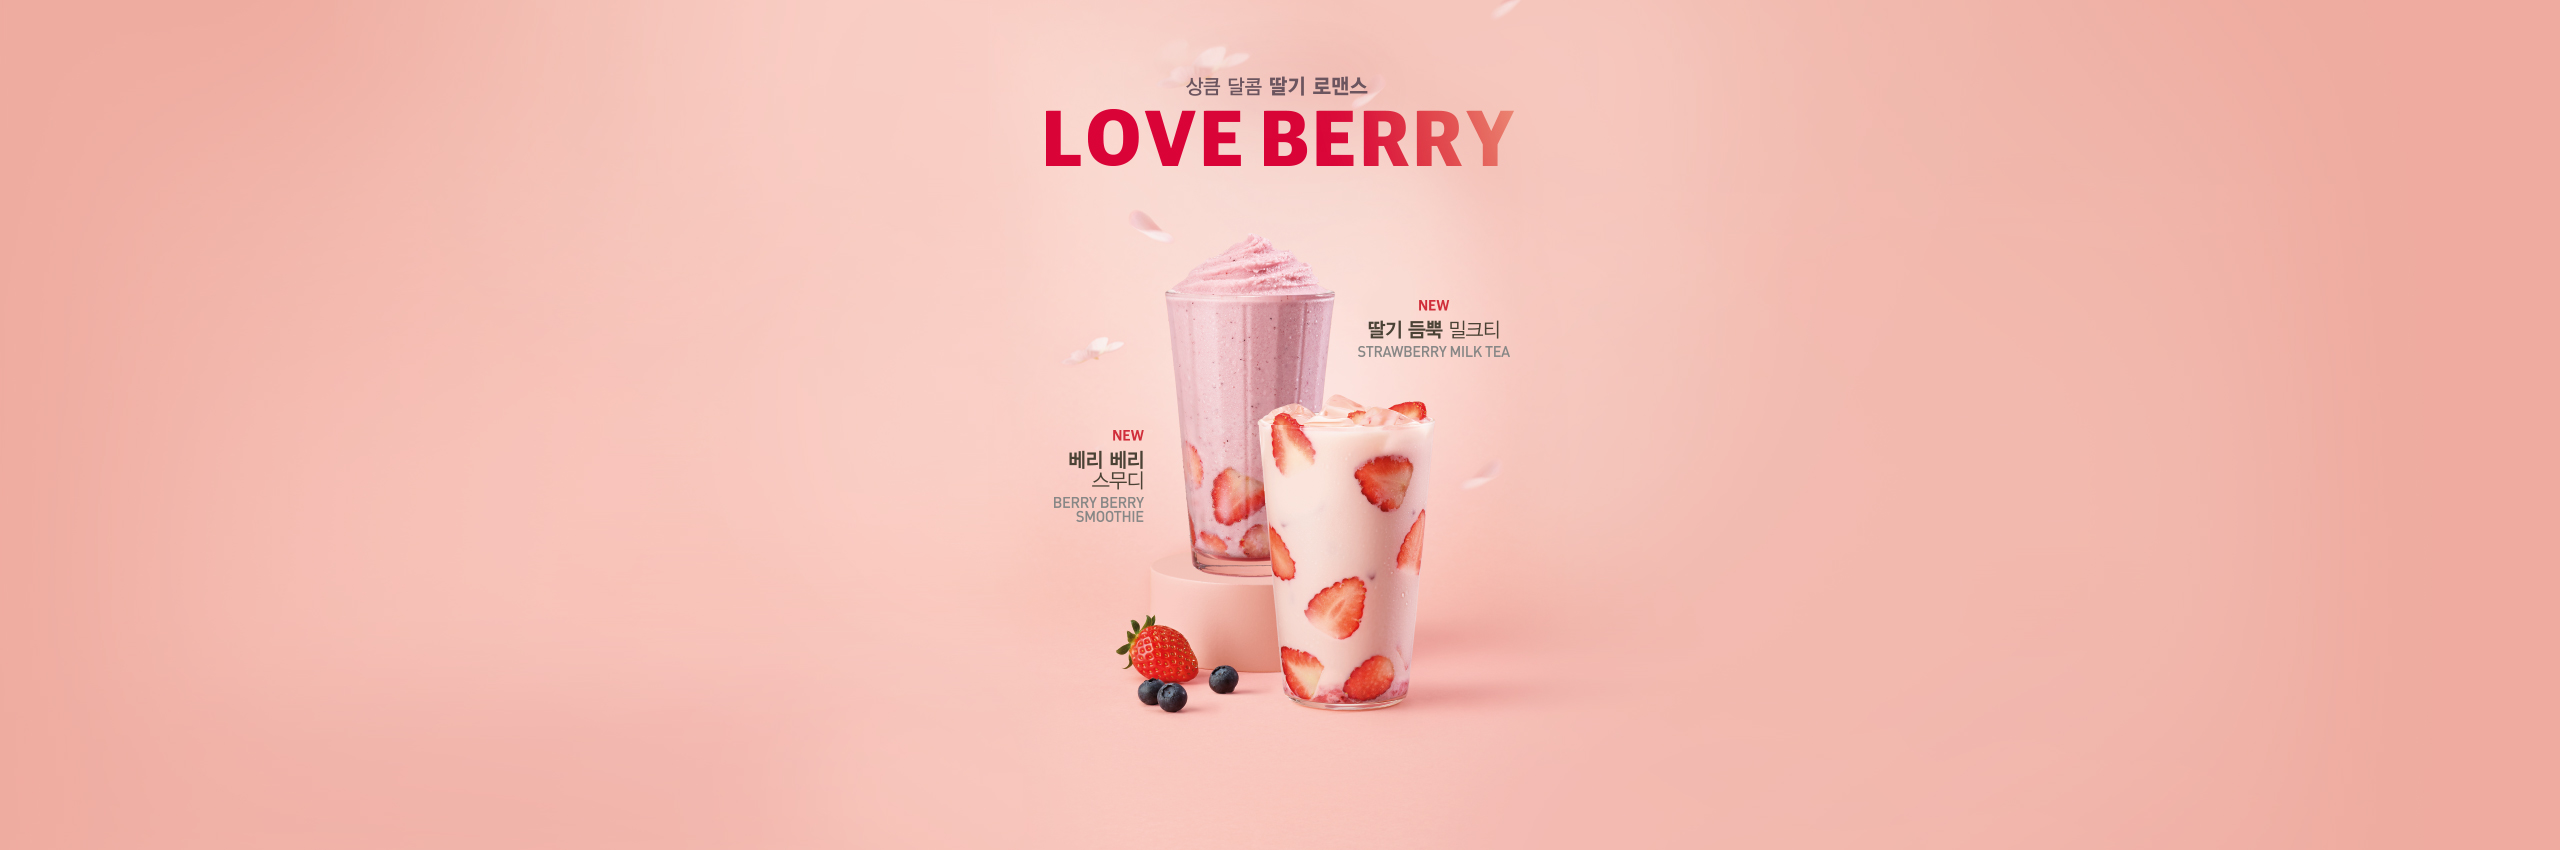 상큼 달콤 딸기 로맨스
LOVE BERRY
NEW
딸기 듬뿍 밀크티
STRAWBERRY MILK TEA
NEW
베리 베리
스무디
BERRY BERRY
SMOOTHIE